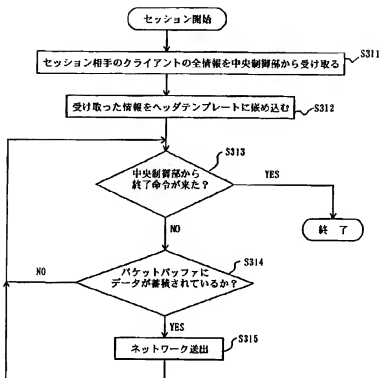 セッション開始
S311
セッション相手のクライアントの全情報を中央制御部から受け取る
受け取った情報をヘッダテンプレートに嵌め込む
S312
S313
中央制御部から
終了命令が来た？
YES
NO
終 了
S314
パケットバッファに
データが蓄積されているか？
NO
YES
S315
ネットワーク送出